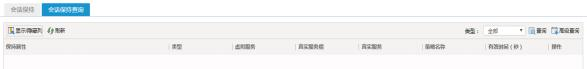 会话保持 会话保持查询
显示/隐藏列 刷新 类型： 全部 查询 高级查询
保持属性 类型 虚拟服务 真实服务组 真实服务 策略名称 有效时间（秒） 操作